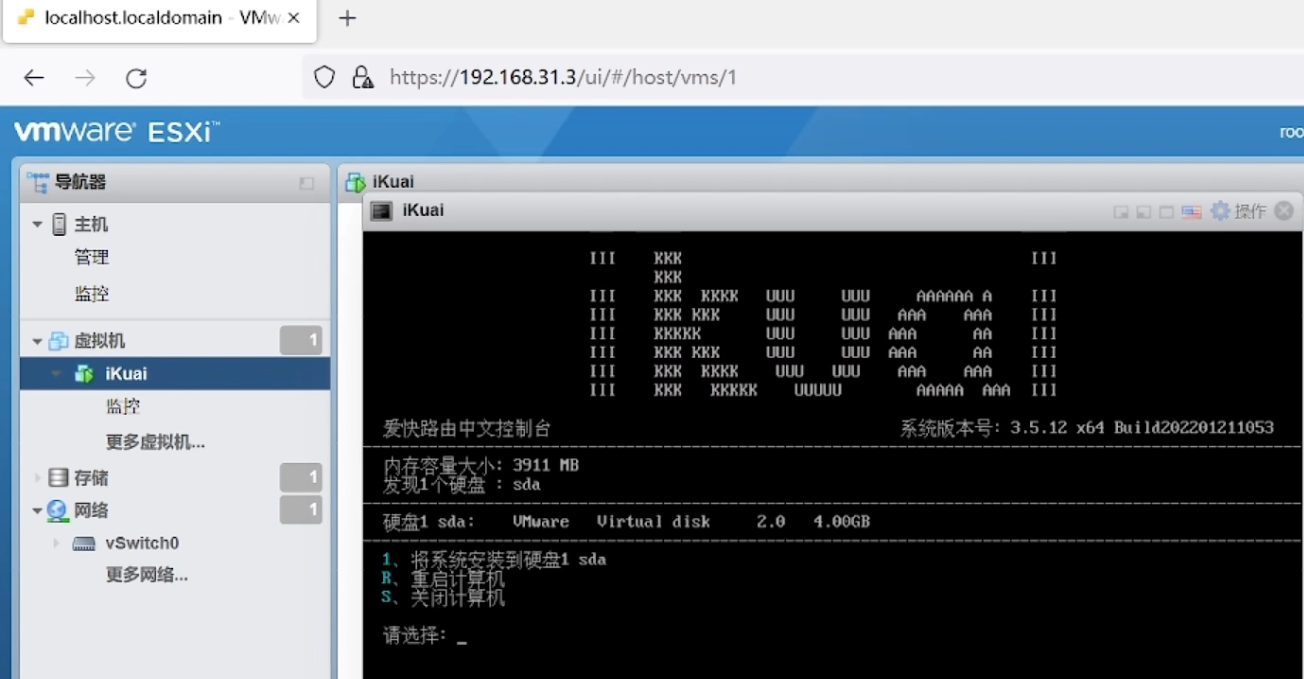 localhost.localdomain - VMw
https://192.168.31.3/ui/#/host/vms/1
vmware ESXi™
roo
导航器
主机
管理
监控
虚拟机 1
iKuai
监控
更多虚拟机...
存储 1
网络 1
vSwitch0
更多网络...
iKuai
iKuai
操作
III KKK III
KKK
III KKK KKKK UUU UUU AAAAAA A III
III KKK KKK UUU UUU AAA AAA III
III KKKKK UUU UUU AAA AA III
III KKK KKK UUU UUU AAA AA III
III KKK KKKK UUU UUU AAA AAA III
III KKK KKKKK UUUUU AAAAA AAA III
爱快路由中文控制台 系统版本号: 3.5.12 x64 Build202201211053
内存容量大小: 3911 MB
发现1个硬盘 : sda
硬盘1 sda: VMware Virtual disk 2.0 4.00GB
1、将系统安装到硬盘1 sda
R、重启计算机
S、关闭计算机
请选择: _